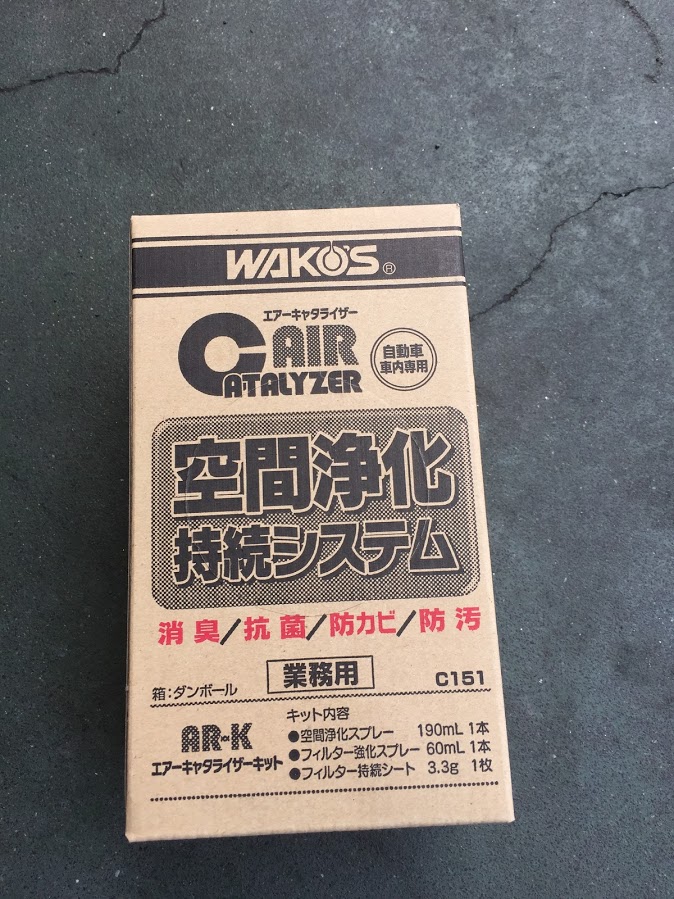 WAKO'S®
エアーキャタライザー
AIR
CATALYZER
自動車
車内専用
空間浄化
持続システム
消臭/抗菌/防カビ/防汚
業務用
箱:ダンボール
C151
AR-K
エアーキャタライザーキット
キット内容
●空間浄化スプレー 190mL 1本
●フィルター強化スプレー 60mL 1本
●フィルター持続シート 3.3g 1枚